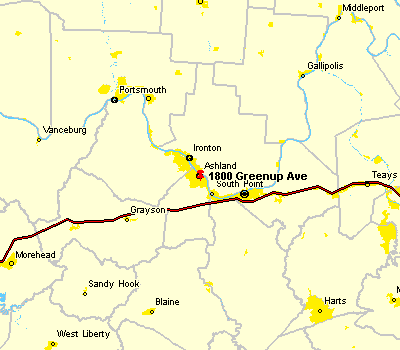 Middleport
Gallipolis
Portsmouth
Vanceburg
Ironton
Ashland
1800 Greenup Ave
Teays
South Point
Grayson
Morehead
Sandy Hook
Blaine
Harts
West Liberty